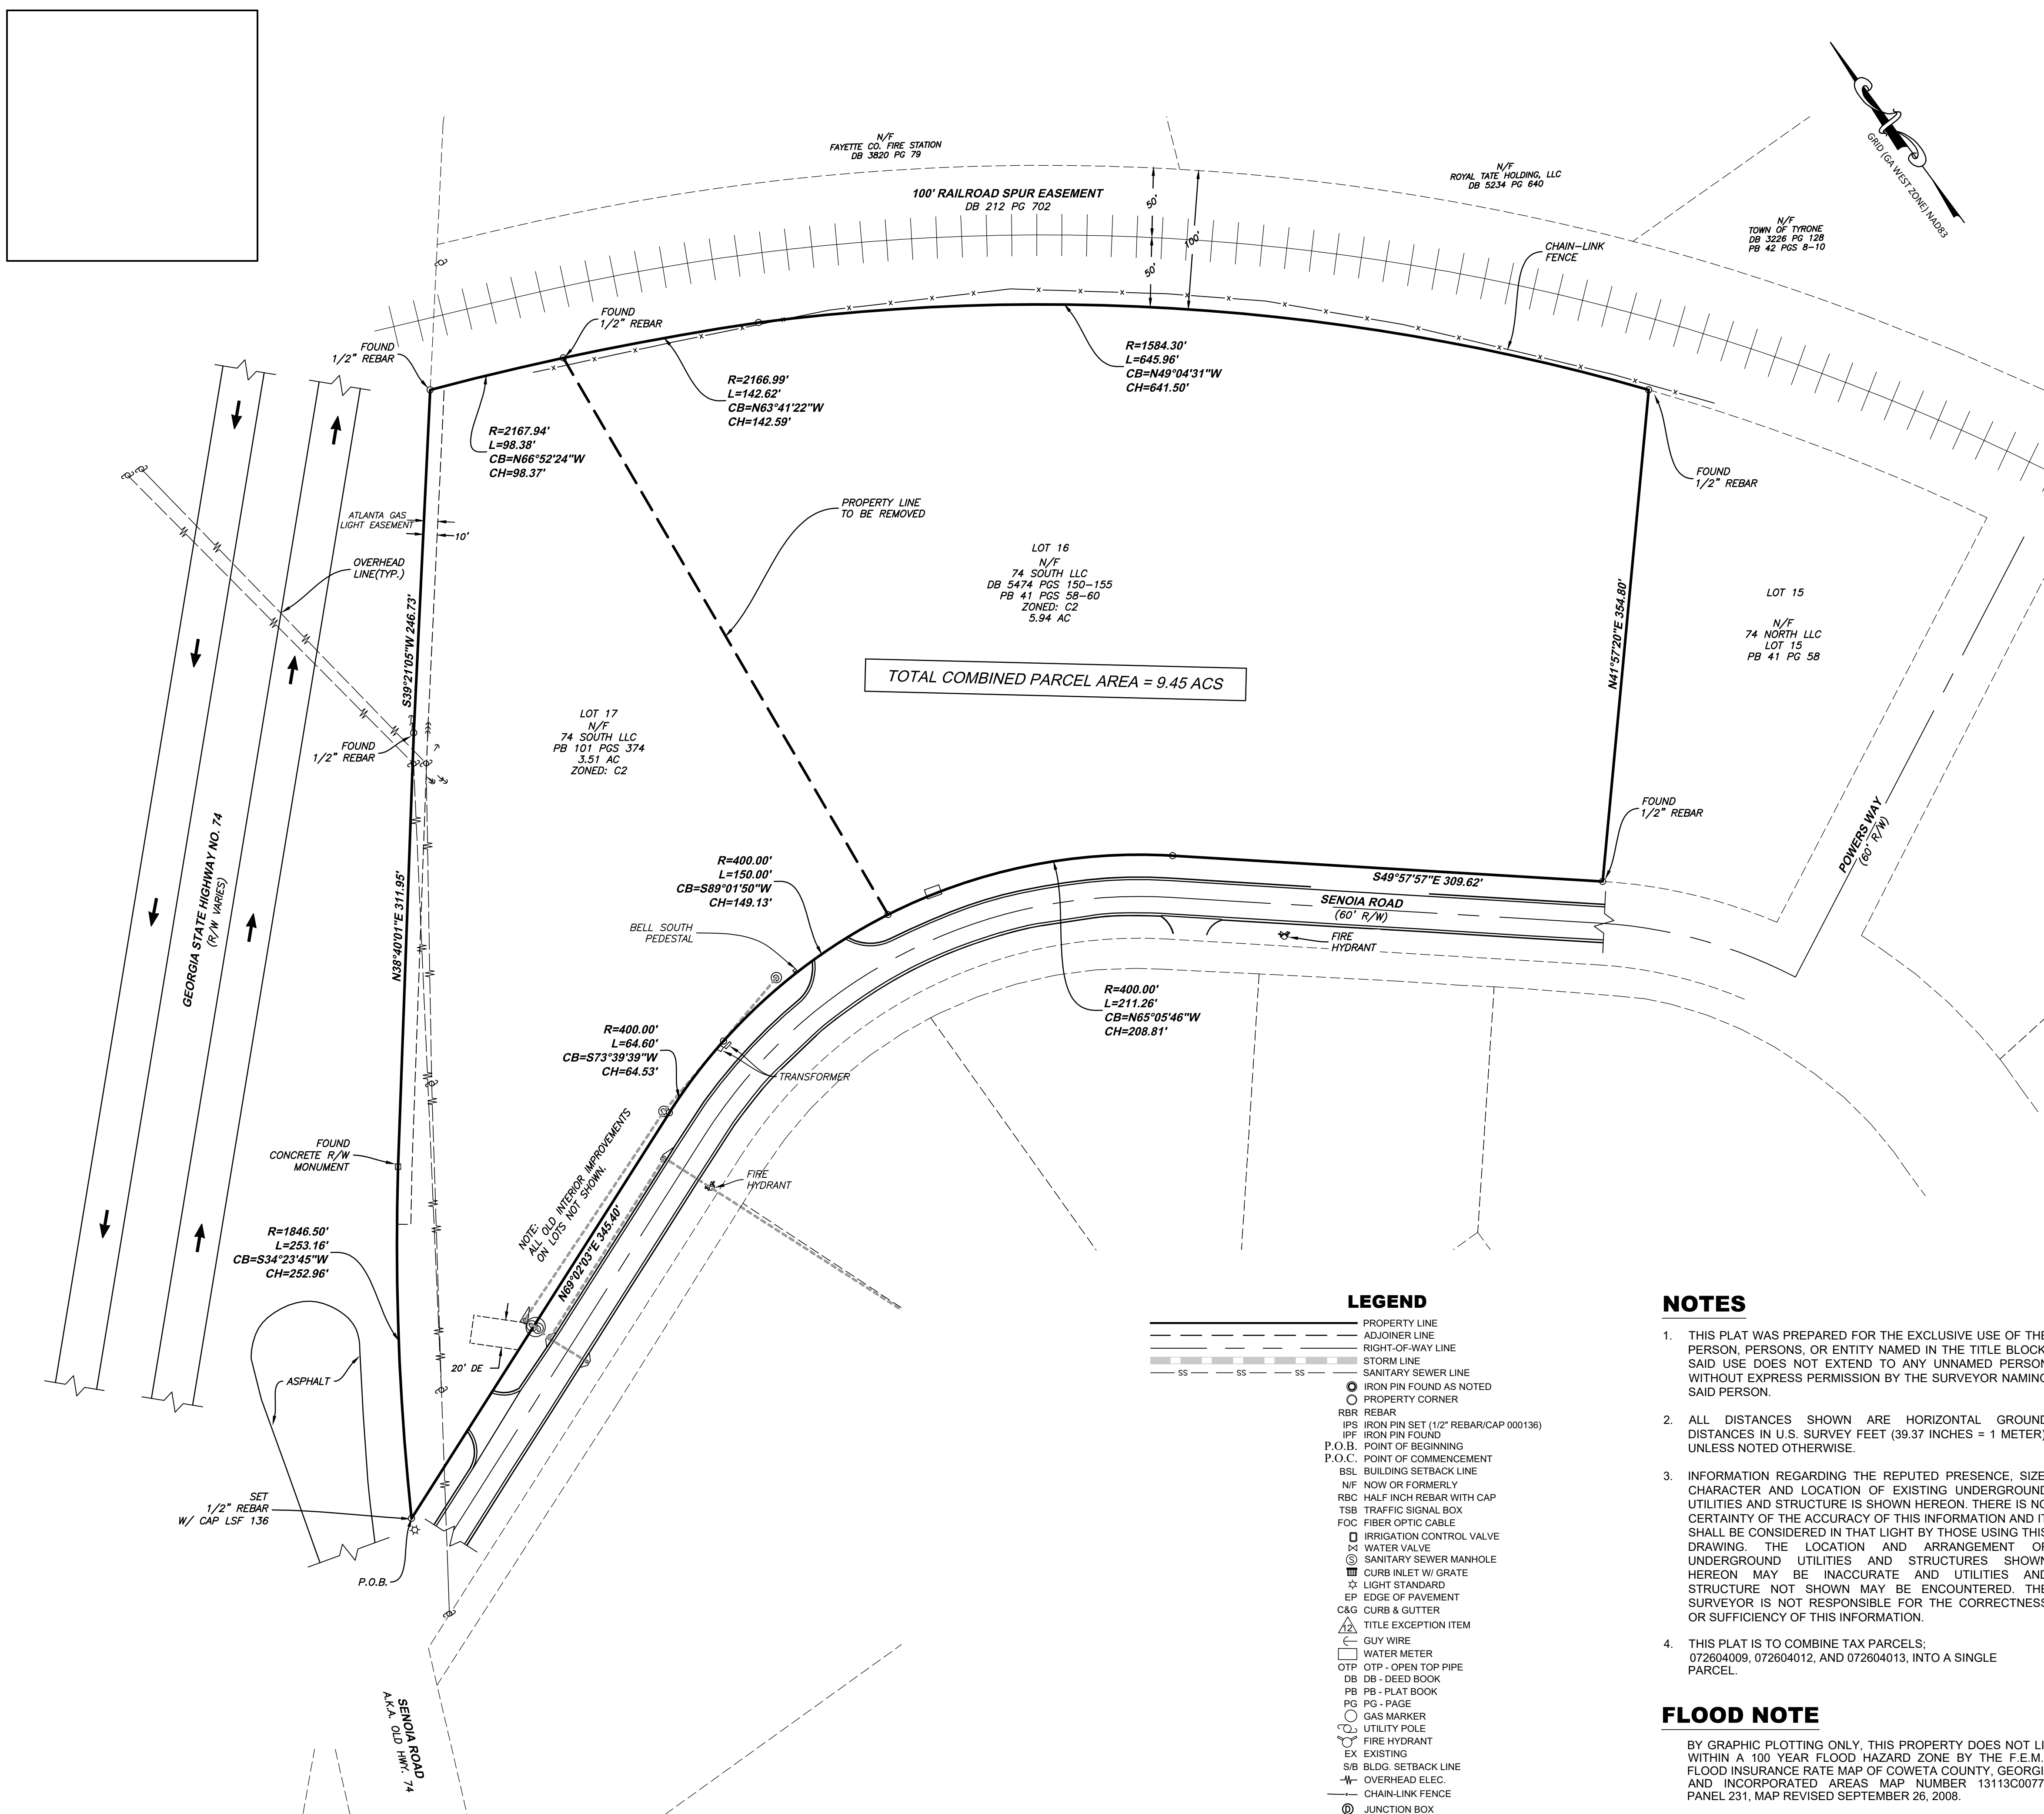 N/F
FAYETTE CO. FIRE STATION
DB 3820 PG 79
N/F
ROYAL TATE HOLDING, LLC
DB 5234 PG 640
N/F
TOWN OF TYRONE
DB 3226 PG 128
PB 42 PGS 8-10
GRID (GA WEST ZONE) NAD83
100' RAILROAD SPUR EASEMENT
DB 212 PG 702
50'
100'
50'
CHAIN-LINK
FENCE
FOUND
1/2" REBAR
FOUND
1/2" REBAR
R=1584.30'
L=645.96'
CB=N49°04'31"W
CH=641.50'
R=2166.99'
L=142.62'
CB=N63°41'22"W
CH=142.59'
R=2167.94'
L=98.38'
CB=N66°52'24"W
CH=98.37'
FOUND
1/2" REBAR
PROPERTY LINE
TO BE REMOVED
ATLANTA GAS
LIGHT EASEMENT
10'
OVERHEAD
LINE(TYP.)
LOT 16
N/F
74 SOUTH LLC
DB 5474 PGS 150-155
PB 41 PGS 58-60
ZONED: C2
5.94 AC
TOTAL COMBINED PARCEL AREA = 9.45 ACS
LOT 15
N/F
74 NORTH LLC
LOT 15
PB 41 PG 58
N41°57'20"E 354.80'
S39°21'05"W 246.73'
LOT 17
N/F
74 SOUTH LLC
PB 101 PGS 374
3.51 AC
ZONED: C2
FOUND
1/2" REBAR
FOUND
1/2" REBAR
POWERS WAY
(60' R/W)
GEORGIA STATE HIGHWAY NO. 74
(R/W VARIES)
N38°40'01"E 311.95'
R=400.00'
L=150.00'
CB=S89°01'50"W
CH=149.13'
S49°57'57"E 309.62'
SENOIA ROAD
(60' R/W)
BELL SOUTH
PEDESTAL
FIRE
HYDRANT
R=400.00'
L=211.26'
CB=N65°05'46"W
CH=208.81'
R=400.00'
L=64.60'
CB=S73°39'39"W
CH=64.53'
TRANSFORMER
FOUND
CONCRETE R/W
MONUMENT
NOTE:
ALL OLD INTERIOR IMPROVEMENTS
ON LOTS NOT SHOWN.
FIRE
HYDRANT
N69°02'03"E 345.40'
R=1846.50'
L=253.16'
CB=S34°23'45"W
CH=252.96'
20' DE
ASPHALT
SET
1/2" REBAR
W/ CAP LSF 136
P.O.B.
SENOIA ROAD
A.K.A. OLD HWY. 74
LEGEND
PROPERTY LINE
ADJOINER LINE
RIGHT-OF-WAY LINE
STORM LINE
SS SS SS SANITARY SEWER LINE
IRON PIN FOUND AS NOTED
PROPERTY CORNER
RBR REBAR
IPS IRON PIN SET (1/2" REBAR/CAP 000136)
IPF IRON PIN FOUND
P.O.B. POINT OF BEGINNING
P.O.C. POINT OF COMMENCEMENT
BSL BUILDING SETBACK LINE
N/F NOW OR FORMERLY
RBC HALF INCH REBAR WITH CAP
TSB TRAFFIC SIGNAL BOX
FOC FIBER OPTIC CABLE
IRRIGATION CONTROL VALVE
WATER VALVE
S SANITARY SEWER MANHOLE
CURB INLET W/ GRATE
LIGHT STANDARD
EP EDGE OF PAVEMENT
C&G CURB & GUTTER
12 TITLE EXCEPTION ITEM
GUY WIRE
WATER METER
OTP OTP - OPEN TOP PIPE
DB DB - DEED BOOK
PB PB - PLAT BOOK
PG PG - PAGE
GAS MARKER
UTILITY POLE
FIRE HYDRANT
EX EXISTING
S/B BLDG. SETBACK LINE
OVERHEAD ELEC.
CHAIN-LINK FENCE
JUNCTION BOX
NOTES
1. THIS PLAT WAS PREPARED FOR THE EXCLUSIVE USE OF THE
PERSON, PERSONS, OR ENTITY NAMED IN THE TITLE BLOCK
SAID USE DOES NOT EXTEND TO ANY UNNAMED PERSON
WITHOUT EXPRESS PERMISSION BY THE SURVEYOR NAMING
SAID PERSON.
2. ALL DISTANCES SHOWN ARE HORIZONTAL GROUND
DISTANCES IN U.S. SURVEY FEET (39.37 INCHES = 1 METER)
UNLESS NOTED OTHERWISE.
3. INFORMATION REGARDING THE REPUTED PRESENCE, SIZE,
CHARACTER AND LOCATION OF EXISTING UNDERGROUND
UTILITIES AND STRUCTURE IS SHOWN HEREON. THERE IS NO
CERTAINTY OF THE ACCURACY OF THIS INFORMATION AND IT
SHALL BE CONSIDERED IN THAT LIGHT BY THOSE USING THIS
DRAWING. THE LOCATION AND ARRANGEMENT OF
UNDERGROUND UTILITIES AND STRUCTURES SHOWN
HEREON MAY BE INACCURATE AND UTILITIES AND
STRUCTURE NOT SHOWN MAY BE ENCOUNTERED. THE
SURVEYOR IS NOT RESPONSIBLE FOR THE CORRECTNESS
OR SUFFICIENCY OF THIS INFORMATION.
4. THIS PLAT IS TO COMBINE TAX PARCELS;
072604009, 072604012, AND 072604013, INTO A SINGLE
PARCEL.
FLOOD NOTE
BY GRAPHIC PLOTTING ONLY, THIS PROPERTY DOES NOT LI
WITHIN A 100 YEAR FLOOD HAZARD ZONE BY THE F.E.M.
FLOOD INSURANCE RATE MAP OF COWETA COUNTY, GEORGI
AND INCORPORATED AREAS MAP NUMBER 13113C0077
PANEL 231, MAP REVISED SEPTEMBER 26, 2008.